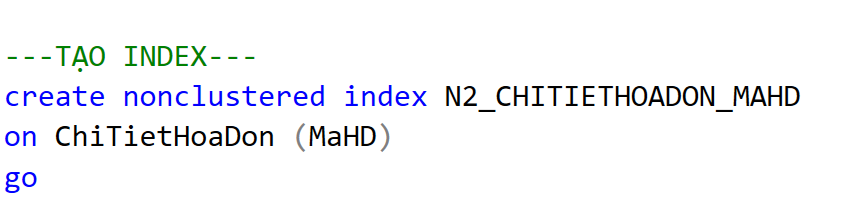 ---TẠO INDEX---
create nonclustered index N2_CHITIETHOADON_MAHD
on ChiTietHoaDon (MaHD)
go